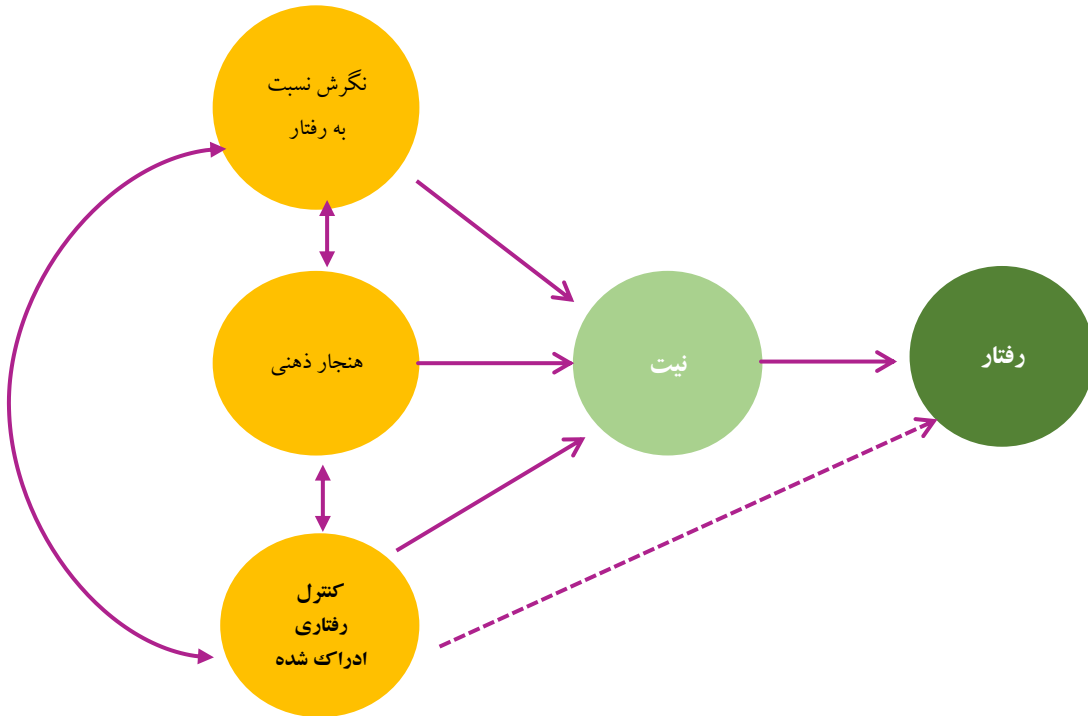 نگرش نسبت
به رفتار
هنجار ذهنی
کنترل
رفتاری
ادراک شده
نیت
رفتار